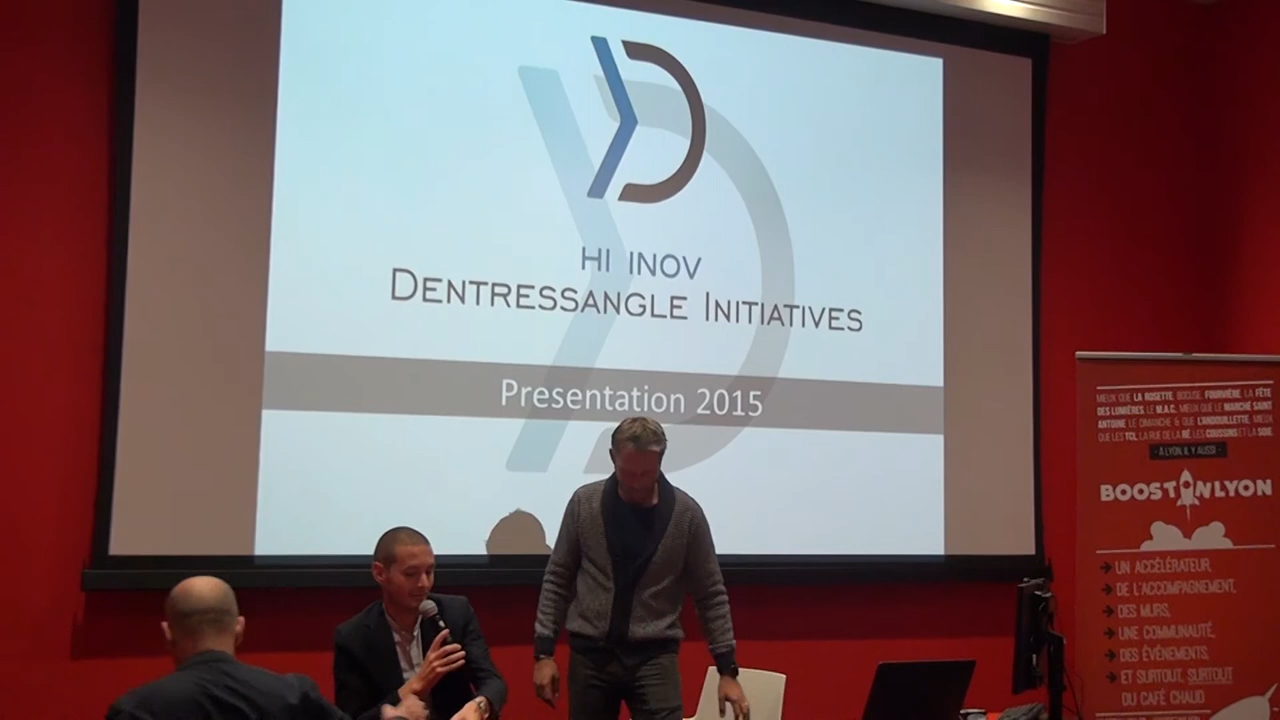 HI INOV
DENTRESSANGLE INITIATIVES
Presentation 2015
MIEUX QUE LA ROSETTE, BOCUSE, FOURVIÈRE, LA FÊTE
DES LUMIÈRES, LE M.A.C., MIEUX QUE LE MARCHÉ SAINT
ANTOINE LE DIMANCHE & QUE L'ANDOUILLETTE, MIEUX
QUE LES TCL, LA RUE DE LA RÉ, LES COUSSINS ET LA SOIE
- À LYON, IL Y AUSSI -
BOOST IN LYON
UN ACCÉLÉRATEUR,
DE L'ACCOMPAGNEMENT,
DES MURS,
UNE COMMUNAUTÉ,
DES ÉVÉNEMENTS,
ET SURTOUT, SURTOUT
DU CAFÉ CHAUD